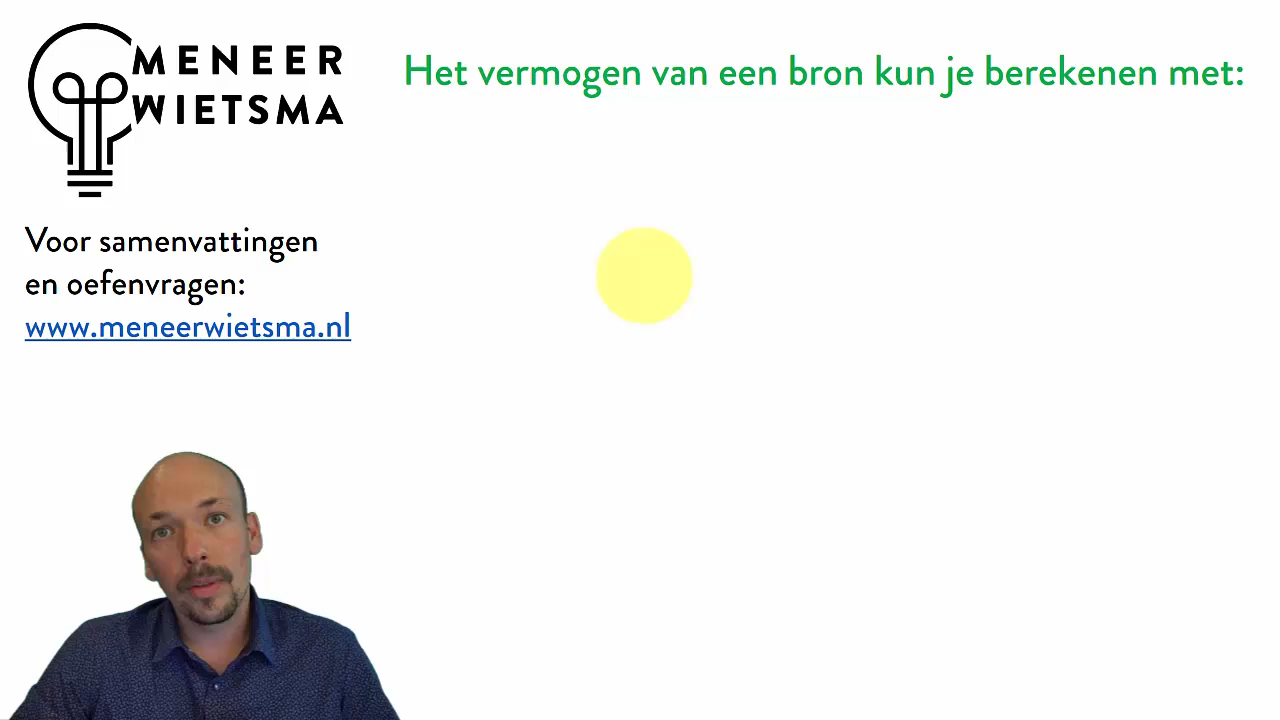 MENEER
WIETSMA
Het vermogen van een bron kun je berekenen met:
Voor samenvattingen
en oefenvragen:
www.meneerwietsma.nl